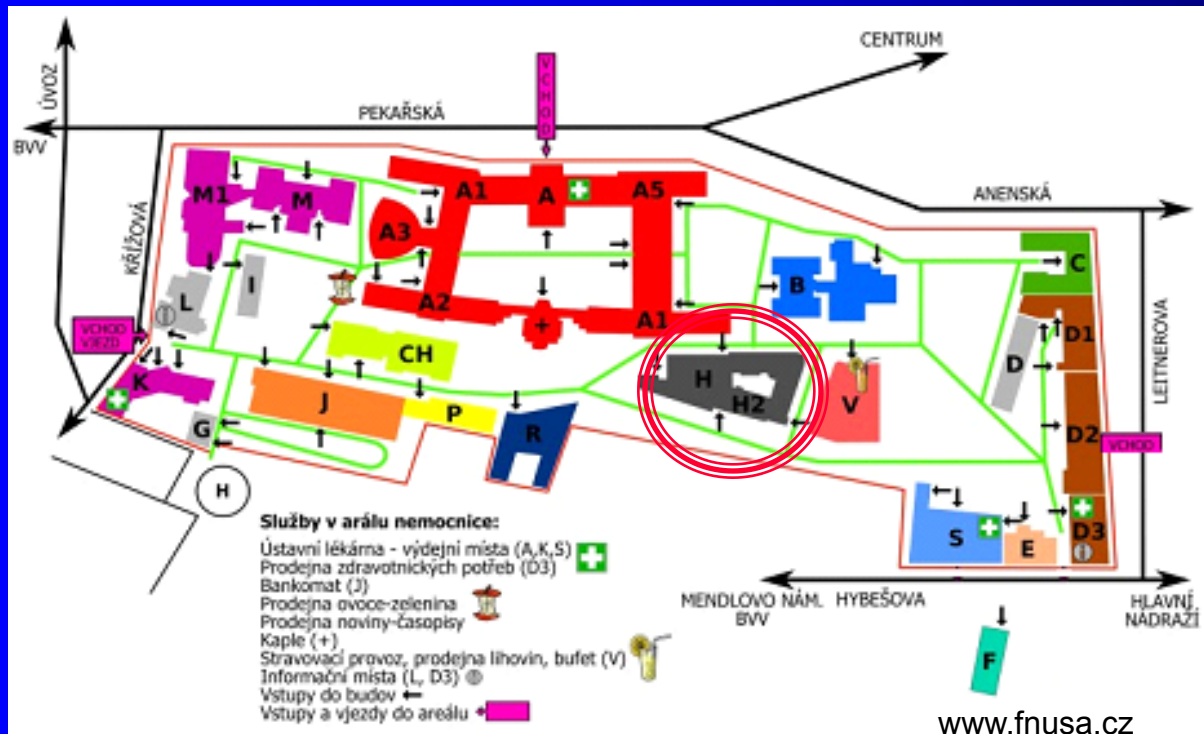 CENTRUM
ÚVOZ
VCHOD
PEKAŘSKÁ
BVV
A1
A
A5
M1
M
ANENSKÁ
A3
KŘÍŽOVÁ
C
L
I
B
A2
A1
VCHOD
VJEZD
D1
CH
H
D
K
J
P
H2
V
LEITNEROVA
G
R
D2
VCHOD
H
Služby v arálu nemocnice:
S
E
D3
Ústavní lékárna - výdejní místa (A,K,S)
Prodejna zdravotnických potřeb (D3)
Bankomat (J)
Prodejna ovoce-zelenina
Prodejna noviny-časopisy
Kaple (+)
Stravovací provoz, prodejna lihovin, bufet (V)
Informační místa (L, D3)
Vstupy do budov
Vstupy a vjezdy do areálu
MENDLOVO NÁM.
BVV
HYBEŠOVA
HLAVNÍ
NÁDRAŽÍ
F
www.fnusa.cz